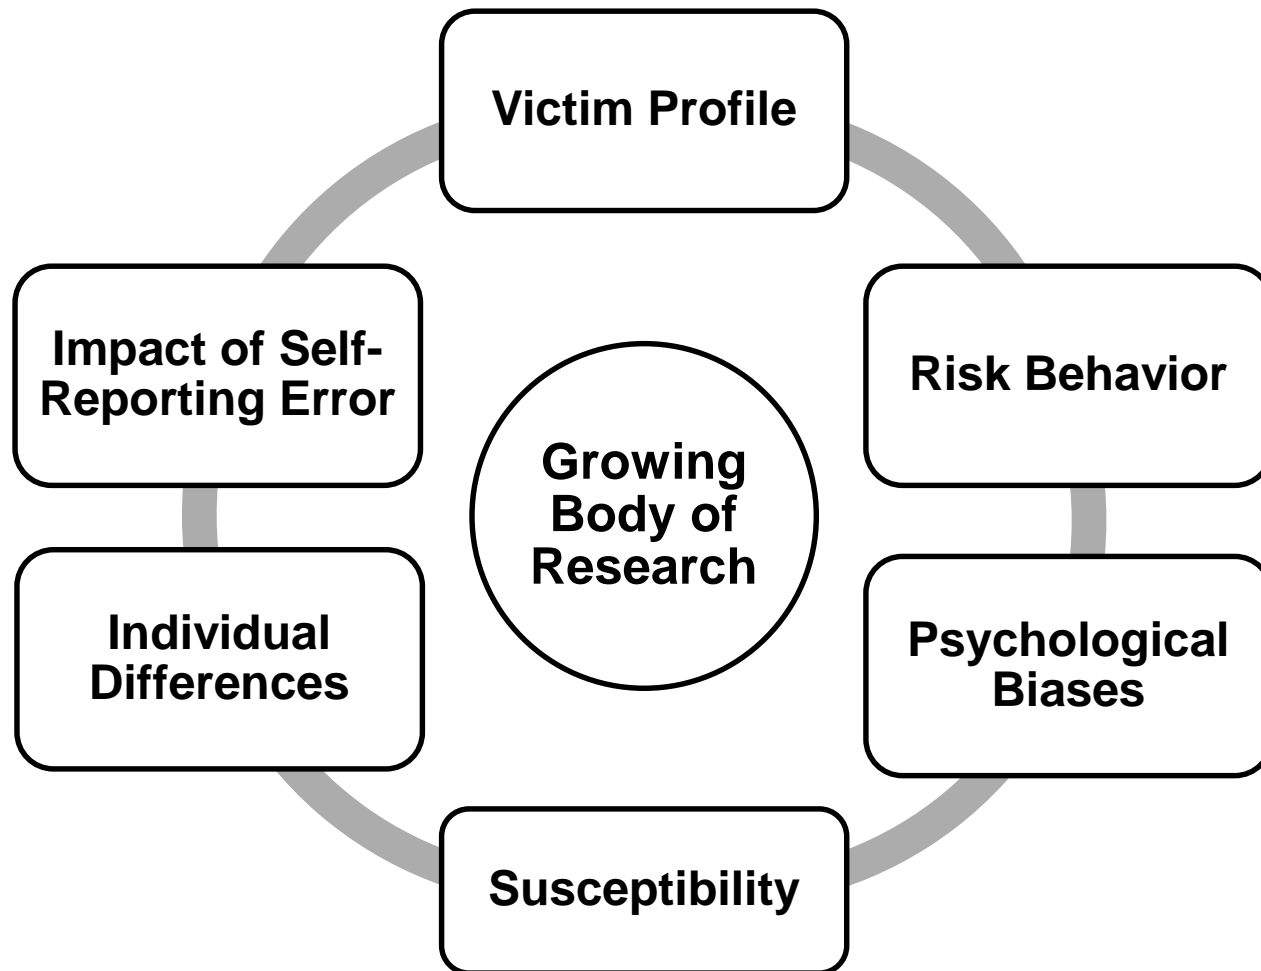 Victim Profile
Risk Behavior
Psychological
Biases
Susceptibility
Individual
Differences
Impact of Self-
Reporting Error
Growing
Body of
Research